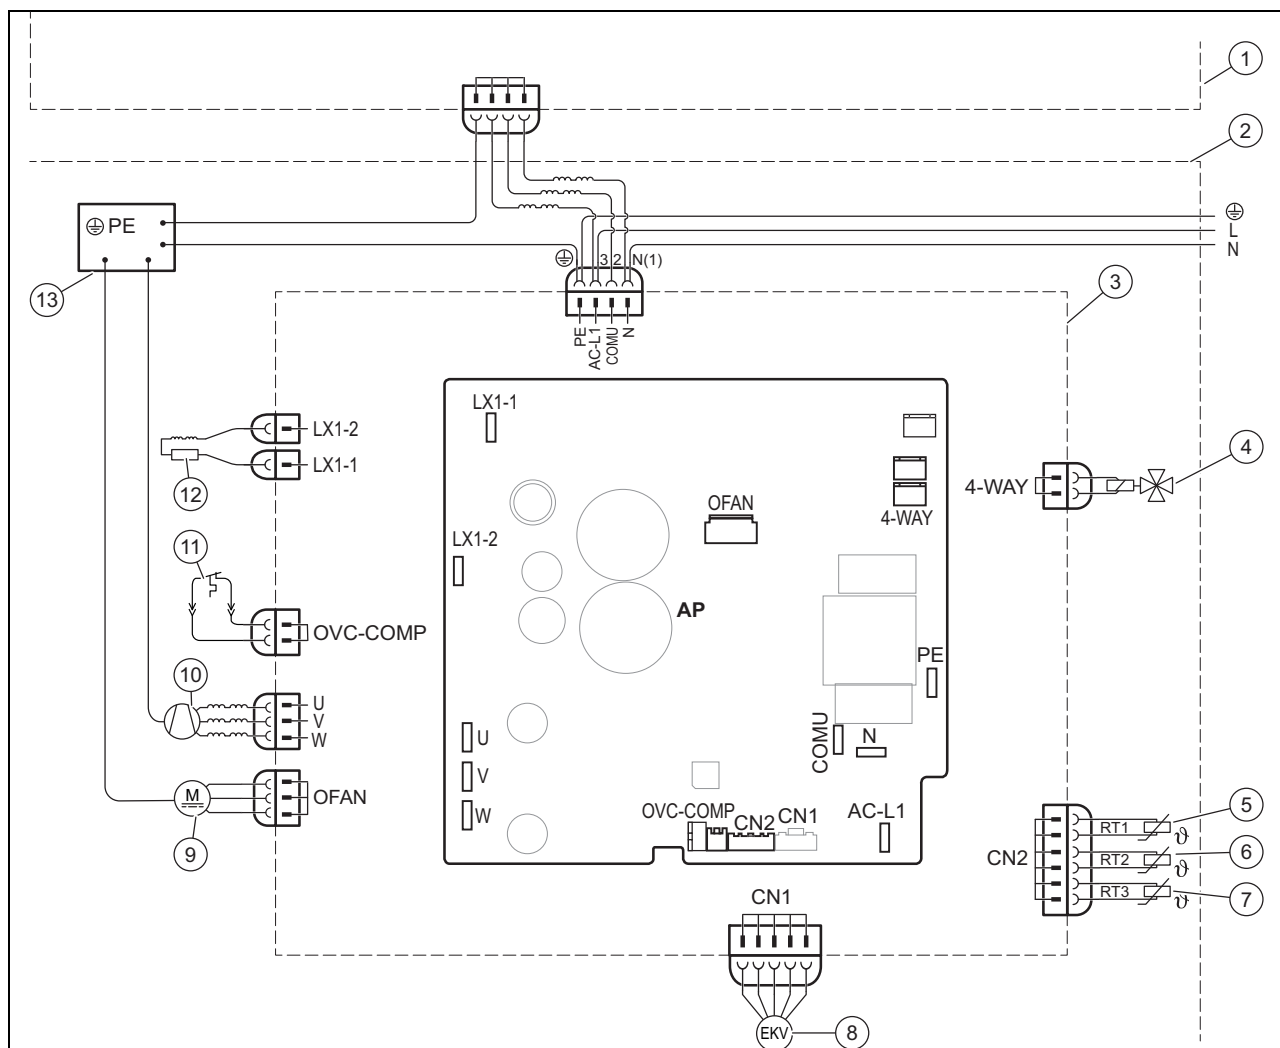 1
2
PE
L
N
3 2 N(1)
13
3
PE
AC-L1
COMU
N
LX1-1
LX1-2
LX1-1
12
4-WAY
4
OFAN
4-WAY
LX1-2
11
AP
OVC-COMP
PE
10
U
V
W
COMU
N
U
V
W
OFAN
9
OVC-COMP
CN2
CN1
AC-L1
CN2
RT1
ϑ
5
RT2
ϑ
6
RT3
ϑ
7
M
CN1
EKV
8